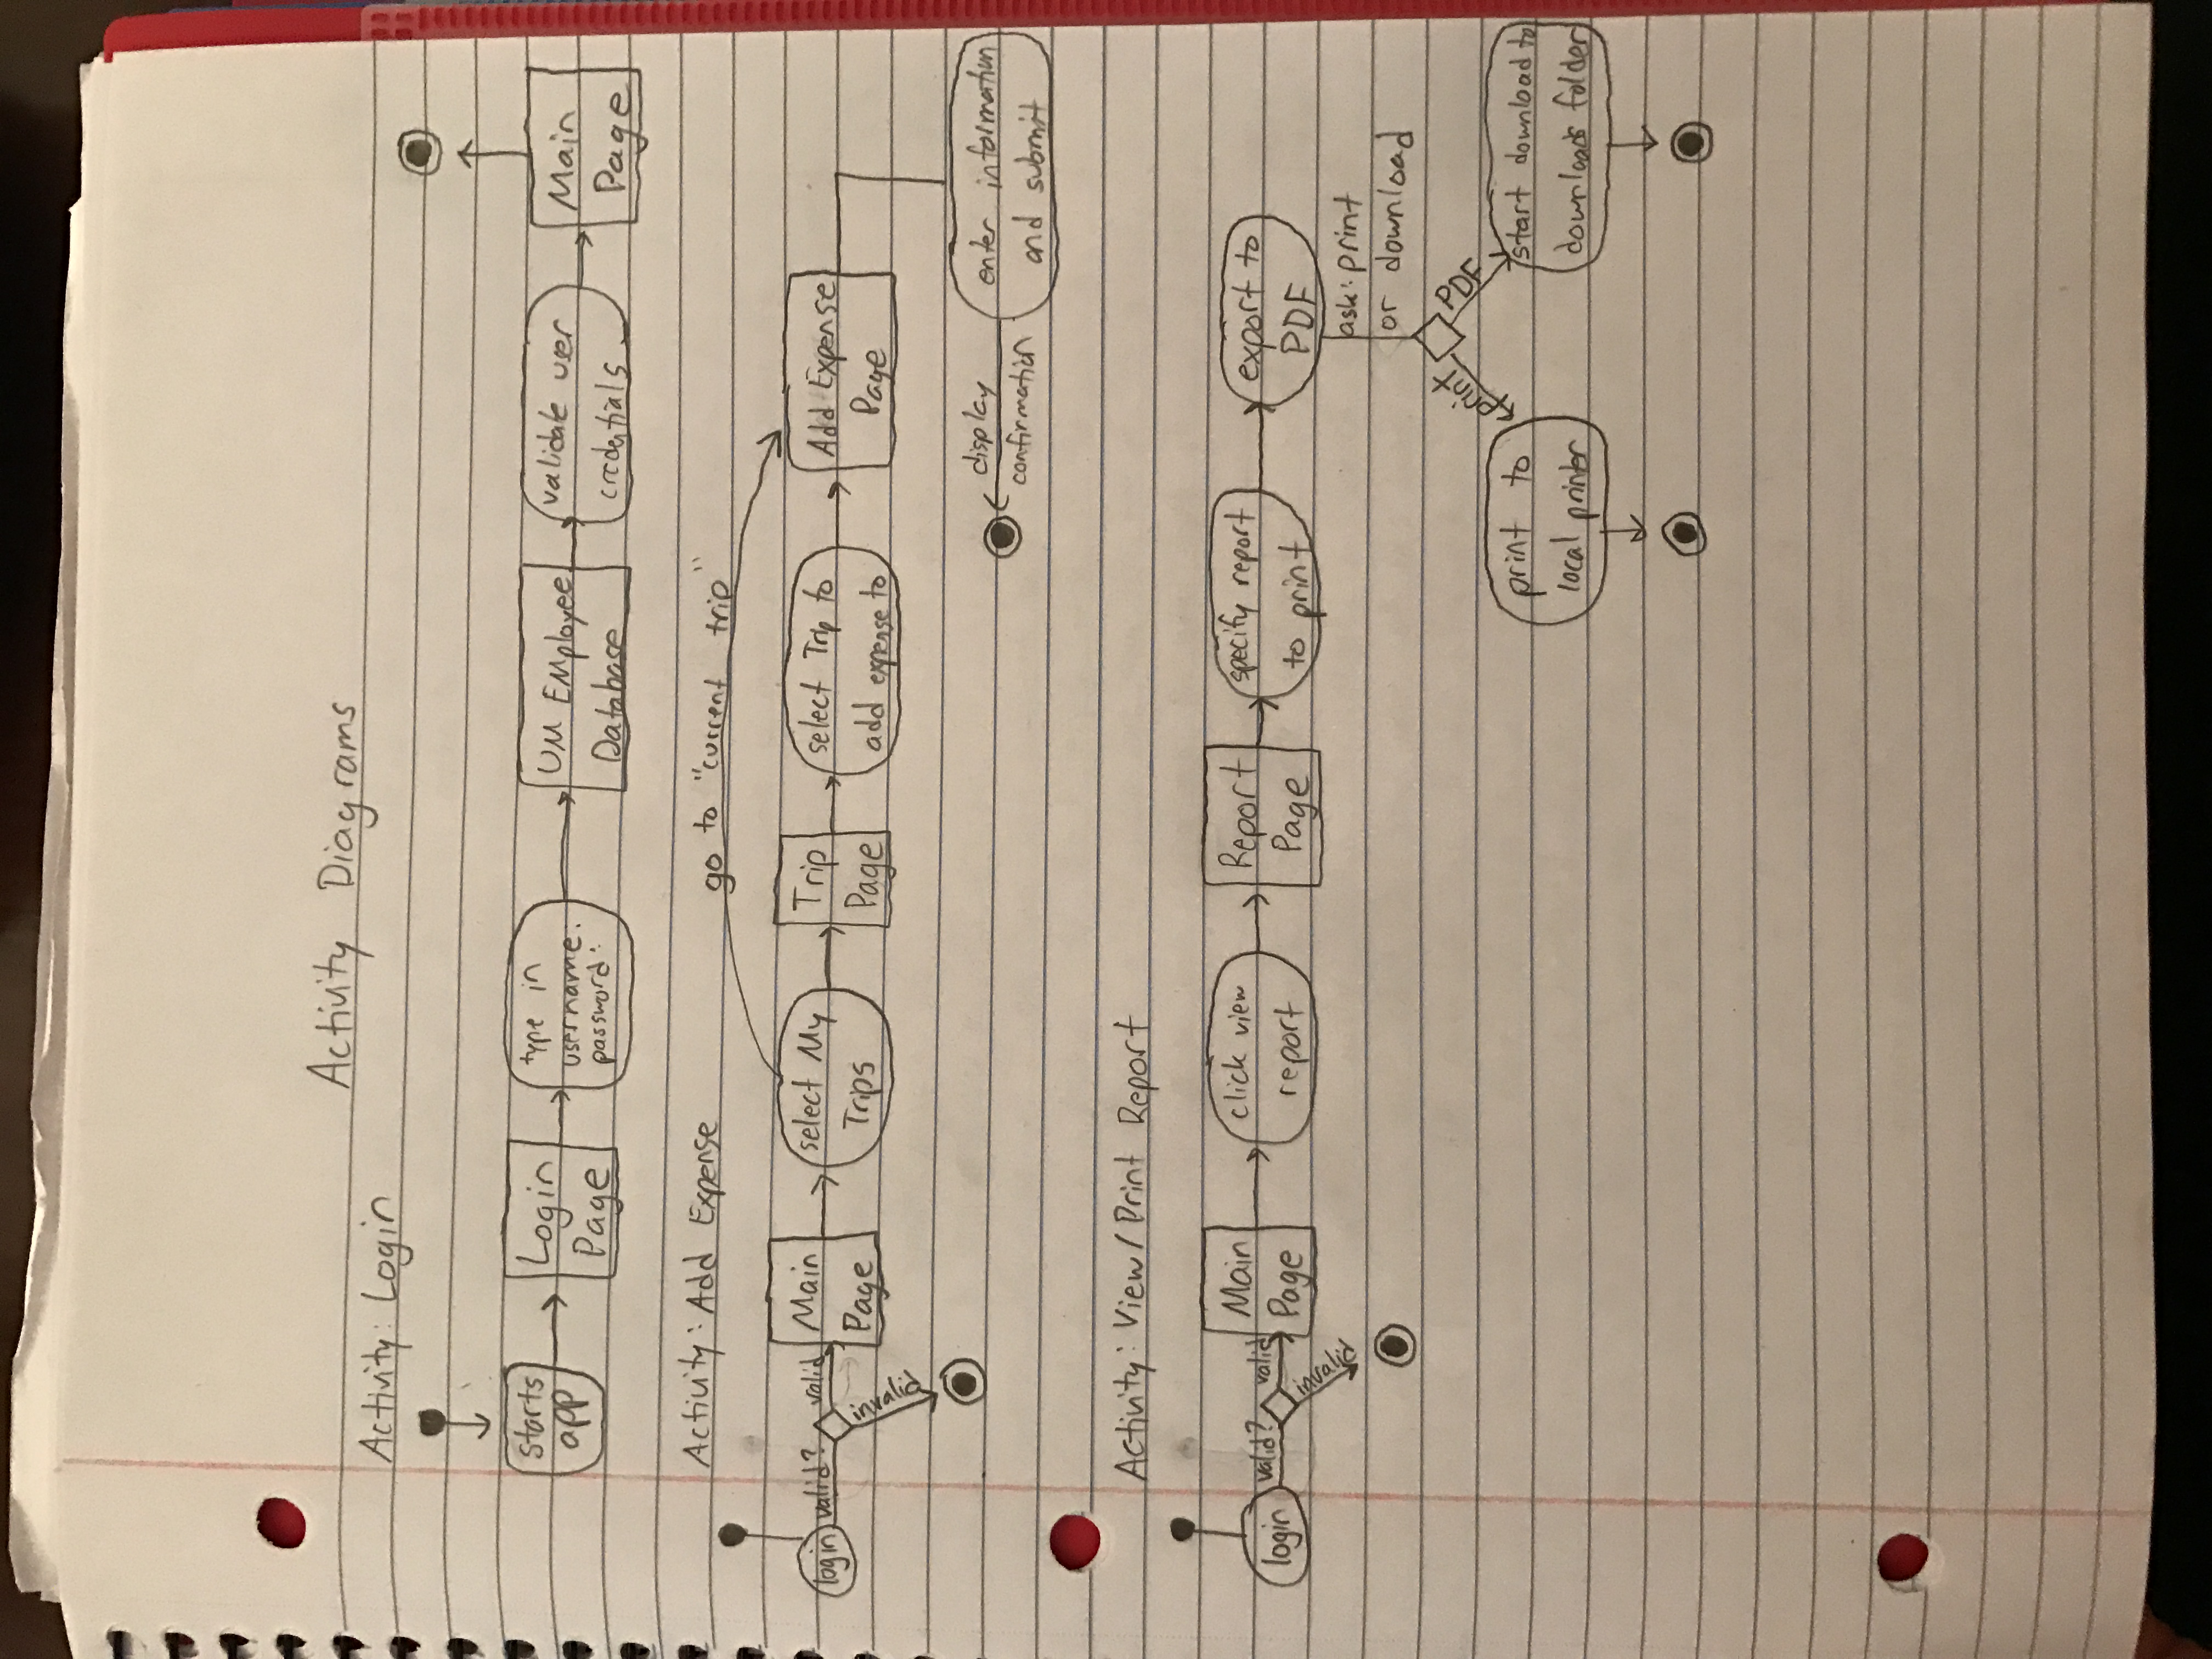 Activity Diagrams
Activity: Login
starts
app
Login
Page
type in
username:
password:
UM EMployee
Database
validate user
credentials
Main
Page
Activity: Add Expense
go to "current trip"
login
valid?
valid
invalid
Main
Page
select My
Trips
Trip
Page
select Trip to
add expense to
Add Expense
Page
enter information
and submit
display
confirmation
Activity: View/Print Report
login
valid?
valid
invalid
Main
Page
click view
report
Report
Page
specify report
to print
export to
PDF
ask: print
or download
print
PDF
print to
local printer
start download to
downloads folder